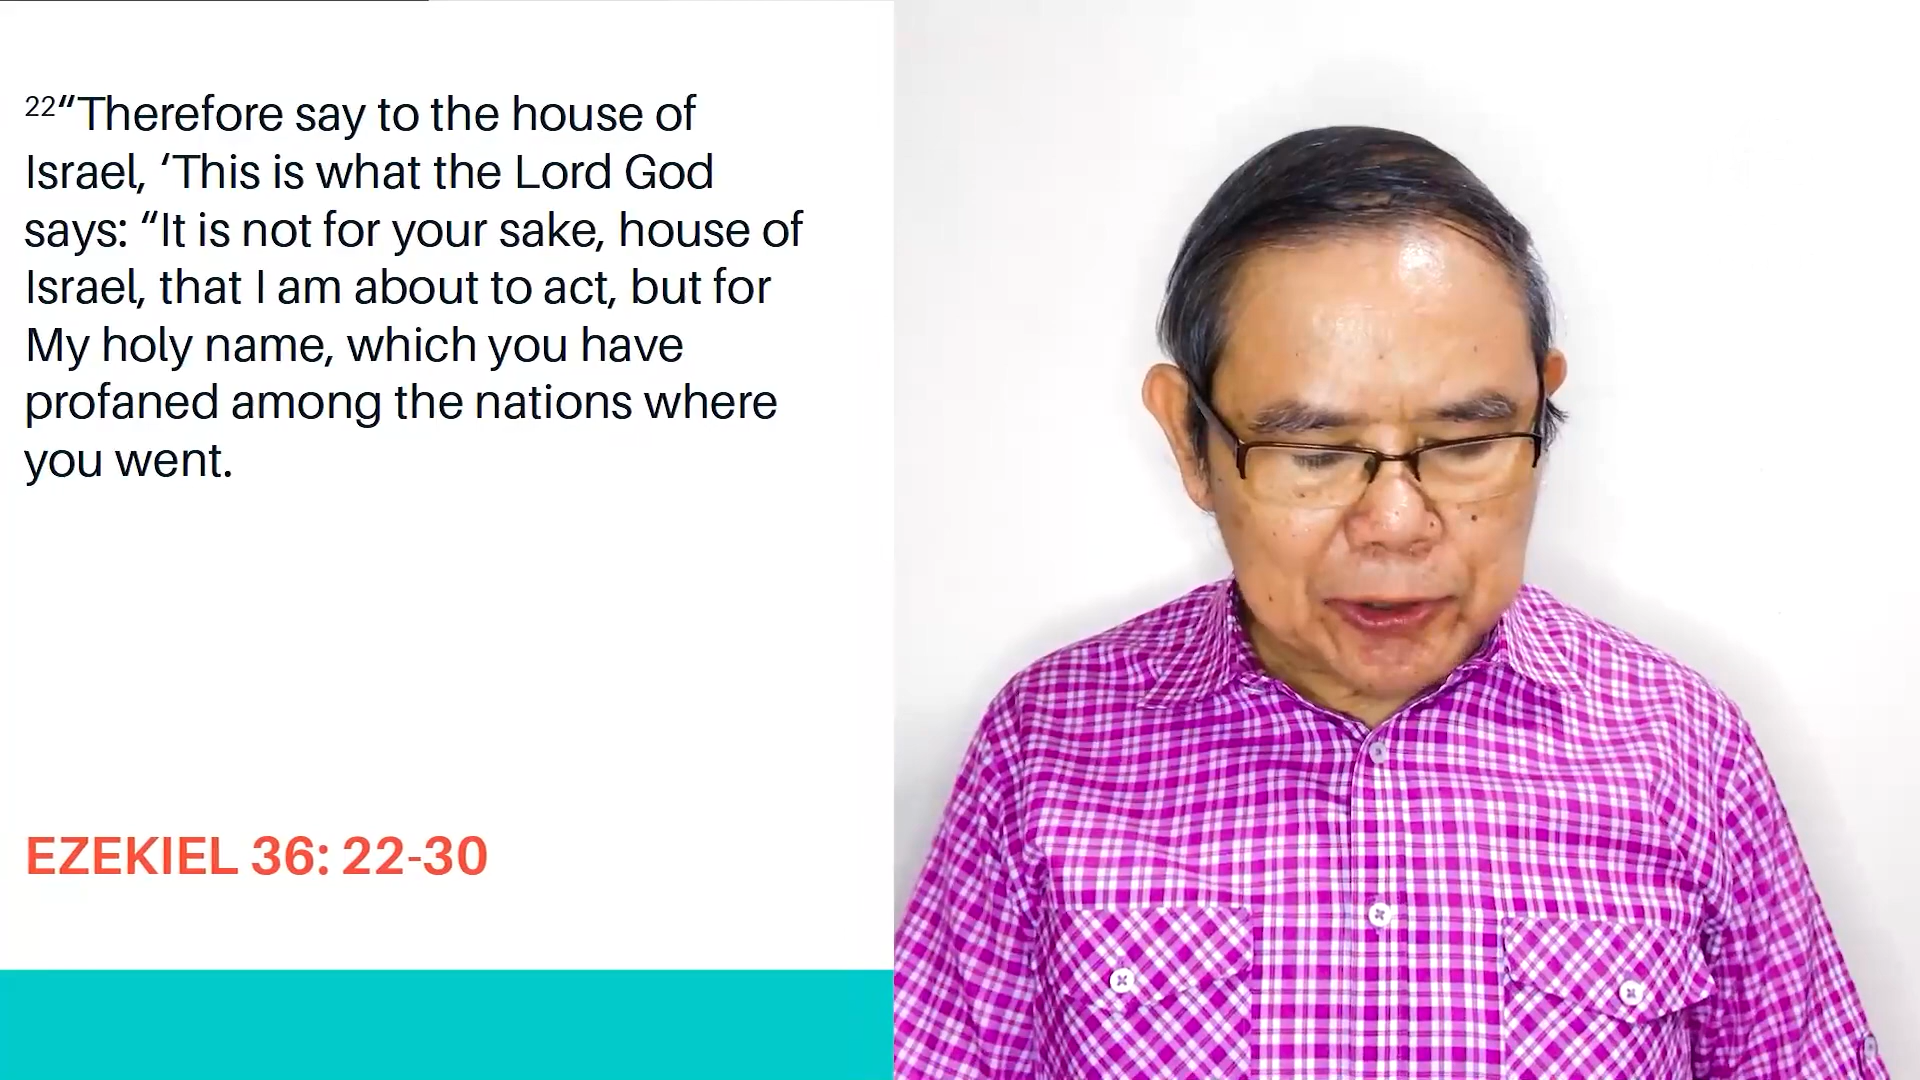 22“Therefore say to the house of
Israel, ‘This is what the Lord God
says: “It is not for your sake, house of
Israel, that I am about to act, but for
My holy name, which you have
profaned among the nations where
you went.
EZEKIEL 36: 22-30